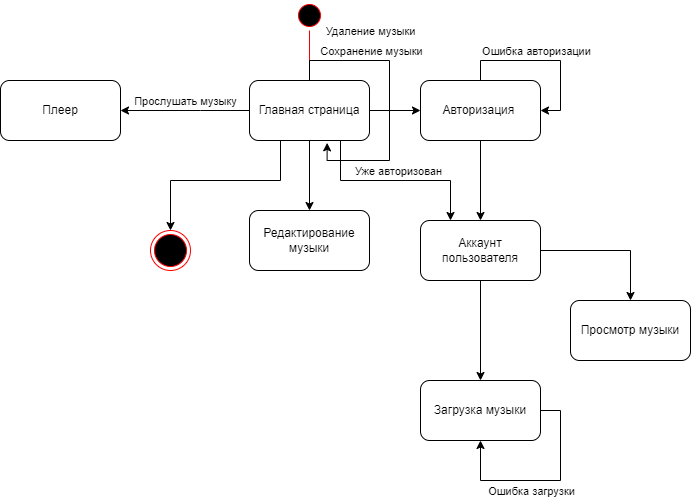 Удаление музыки
Сохранение музыки
Ошибка авторизации
Плеер
Прослушать музыку
Главная страница
Авторизация
Уже авторизован
Редактирование
музыки
Аккаунт
пользователя
Просмотр музыки
Загрузка музыки
Ошибка загрузки